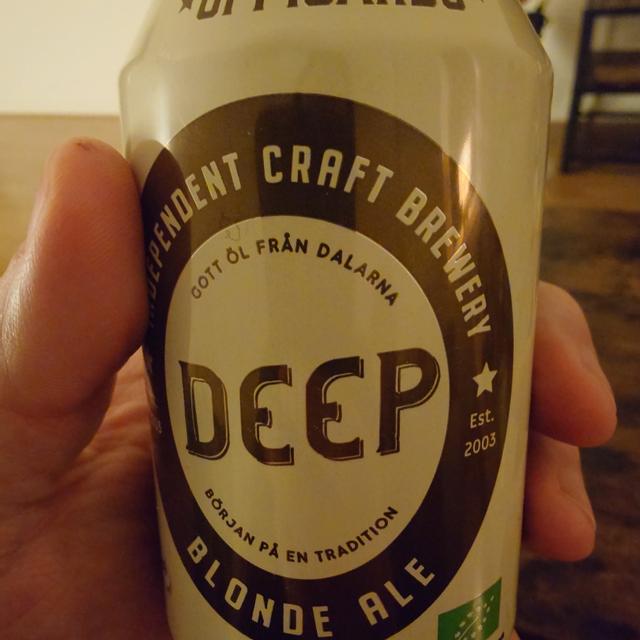 INDEPENDENT CRAFT BREWERY
GOTT ÖL FRÅN DALARNA
DEEP
BÖRJAN PÅ EN TRADITION
BLONDE ALE
Est.
2003